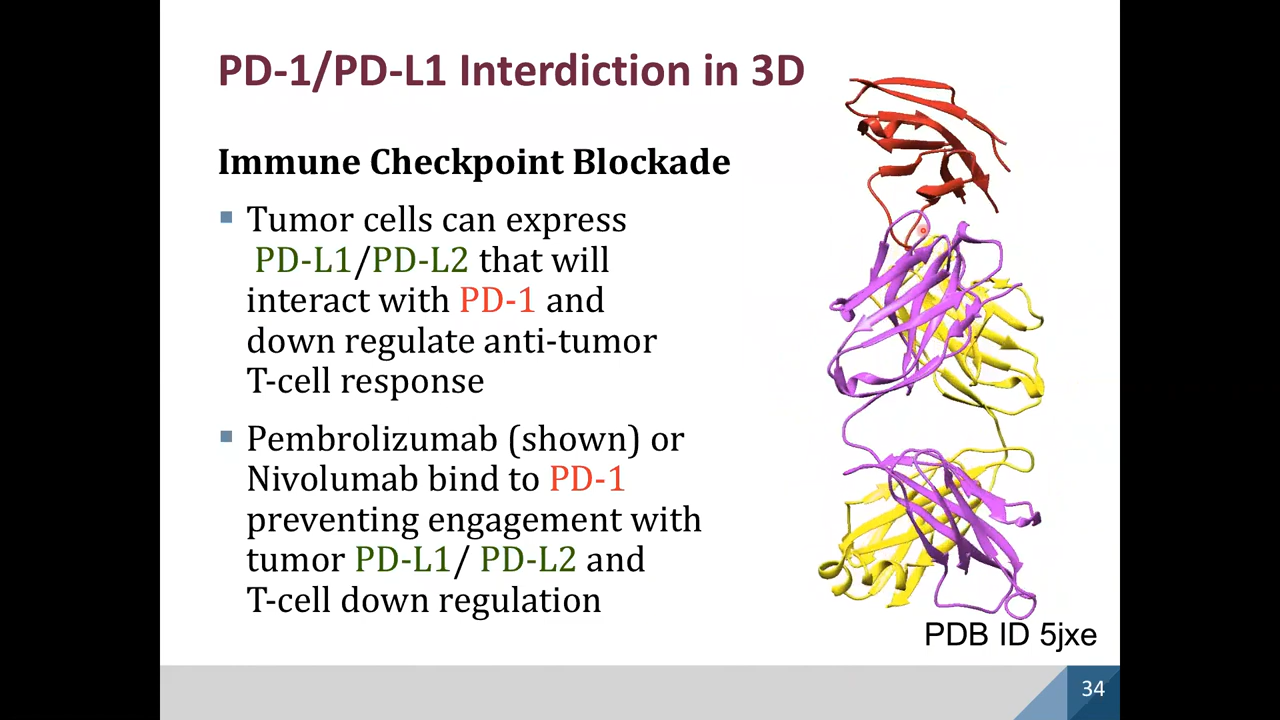 PD-1/PD-L1 Interdiction in 3D
Immune Checkpoint Blockade
Tumor cells can express
PD-L1/PD-L2 that will
interact with PD-1 and
down regulate anti-tumor
T-cell response
Pembrolizumab (shown) or
Nivolumab bind to PD-1
preventing engagement with
tumor PD-L1/ PD-L2 and
T-cell down regulation
PDB ID 5jxe
34